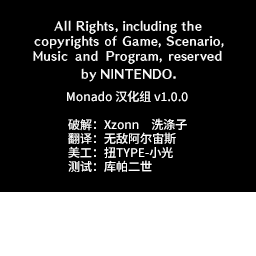 All Rights, including the
copyrights of Game, Scenario,
Music and Program, reserved
by NINTENDO.
Monado 汉化组 v1.0.0
破解：Xzonn 洗涤子
翻译：无敌阿尔宙斯
美工：扭TYPE-小光
测试：库帕二世